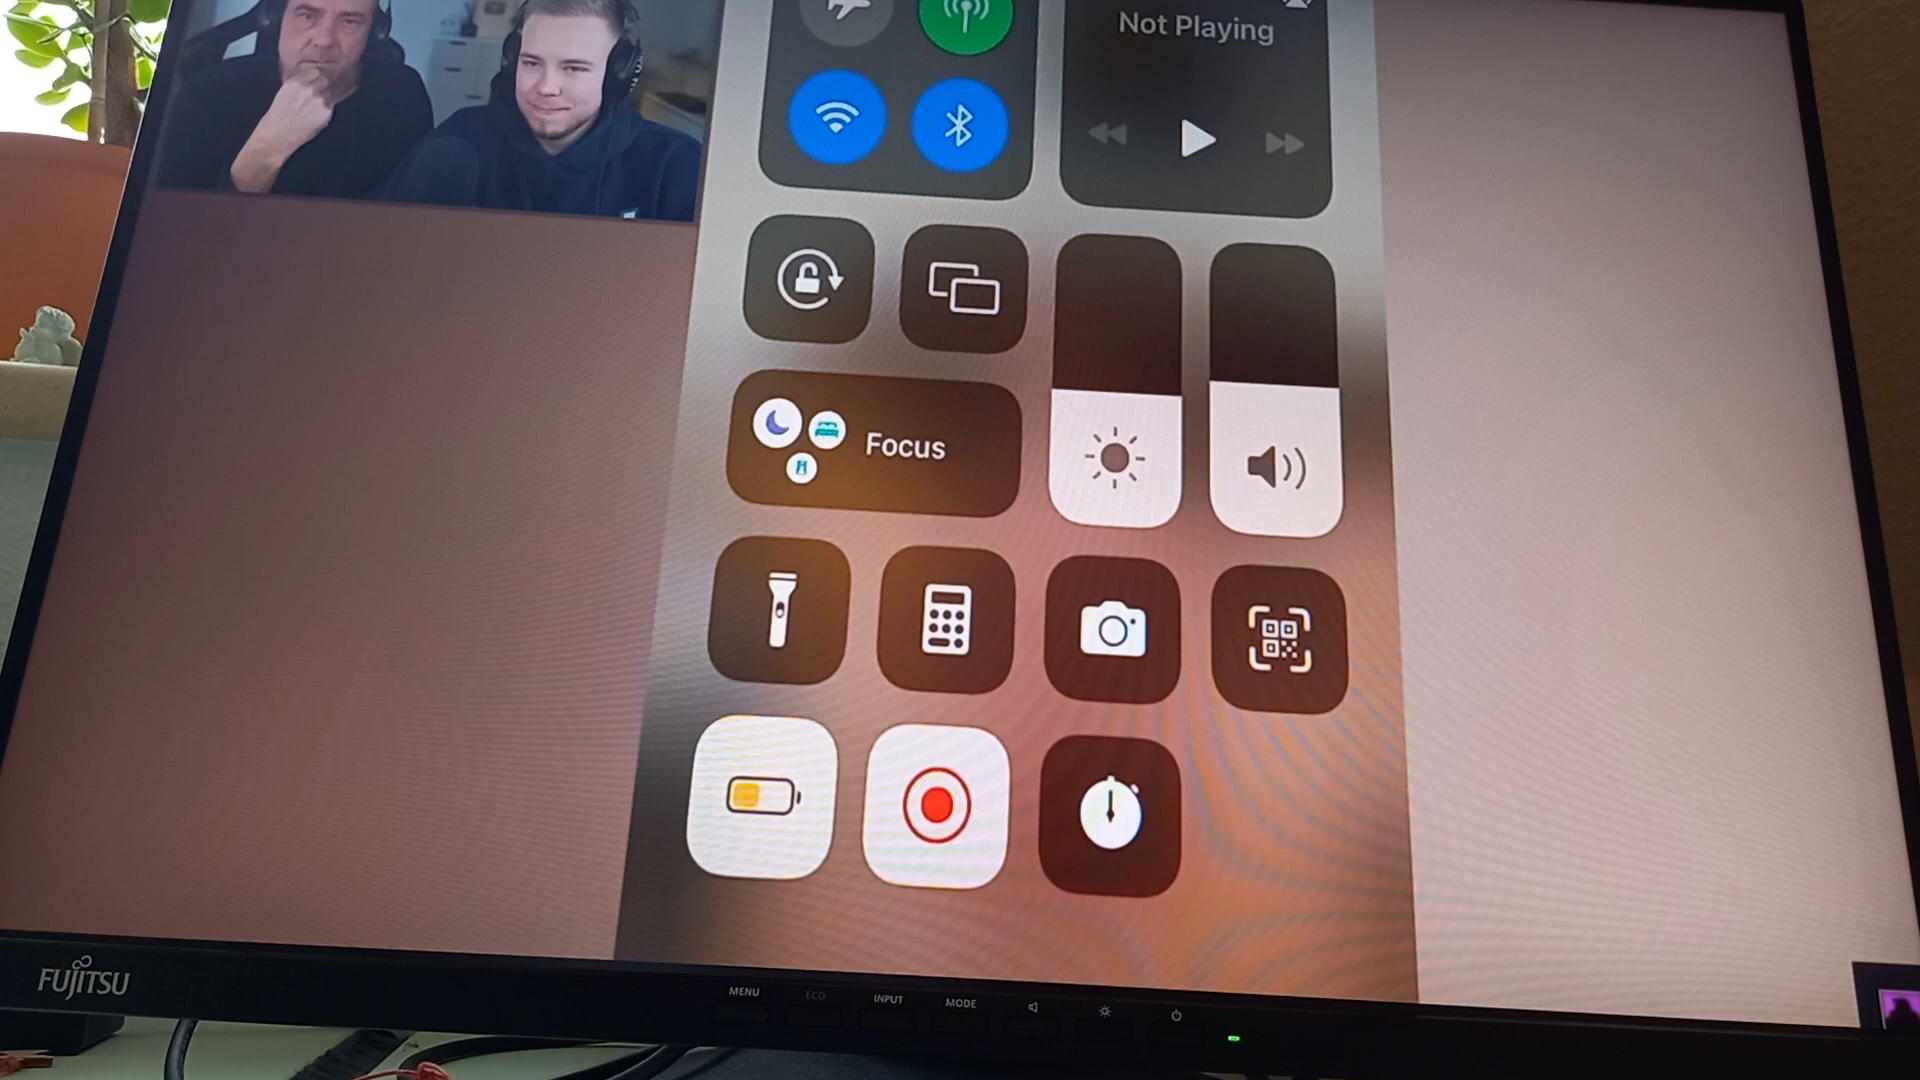 Not Playing
Focus
FUJITSU
MENU
ECO
INPUT
MODE